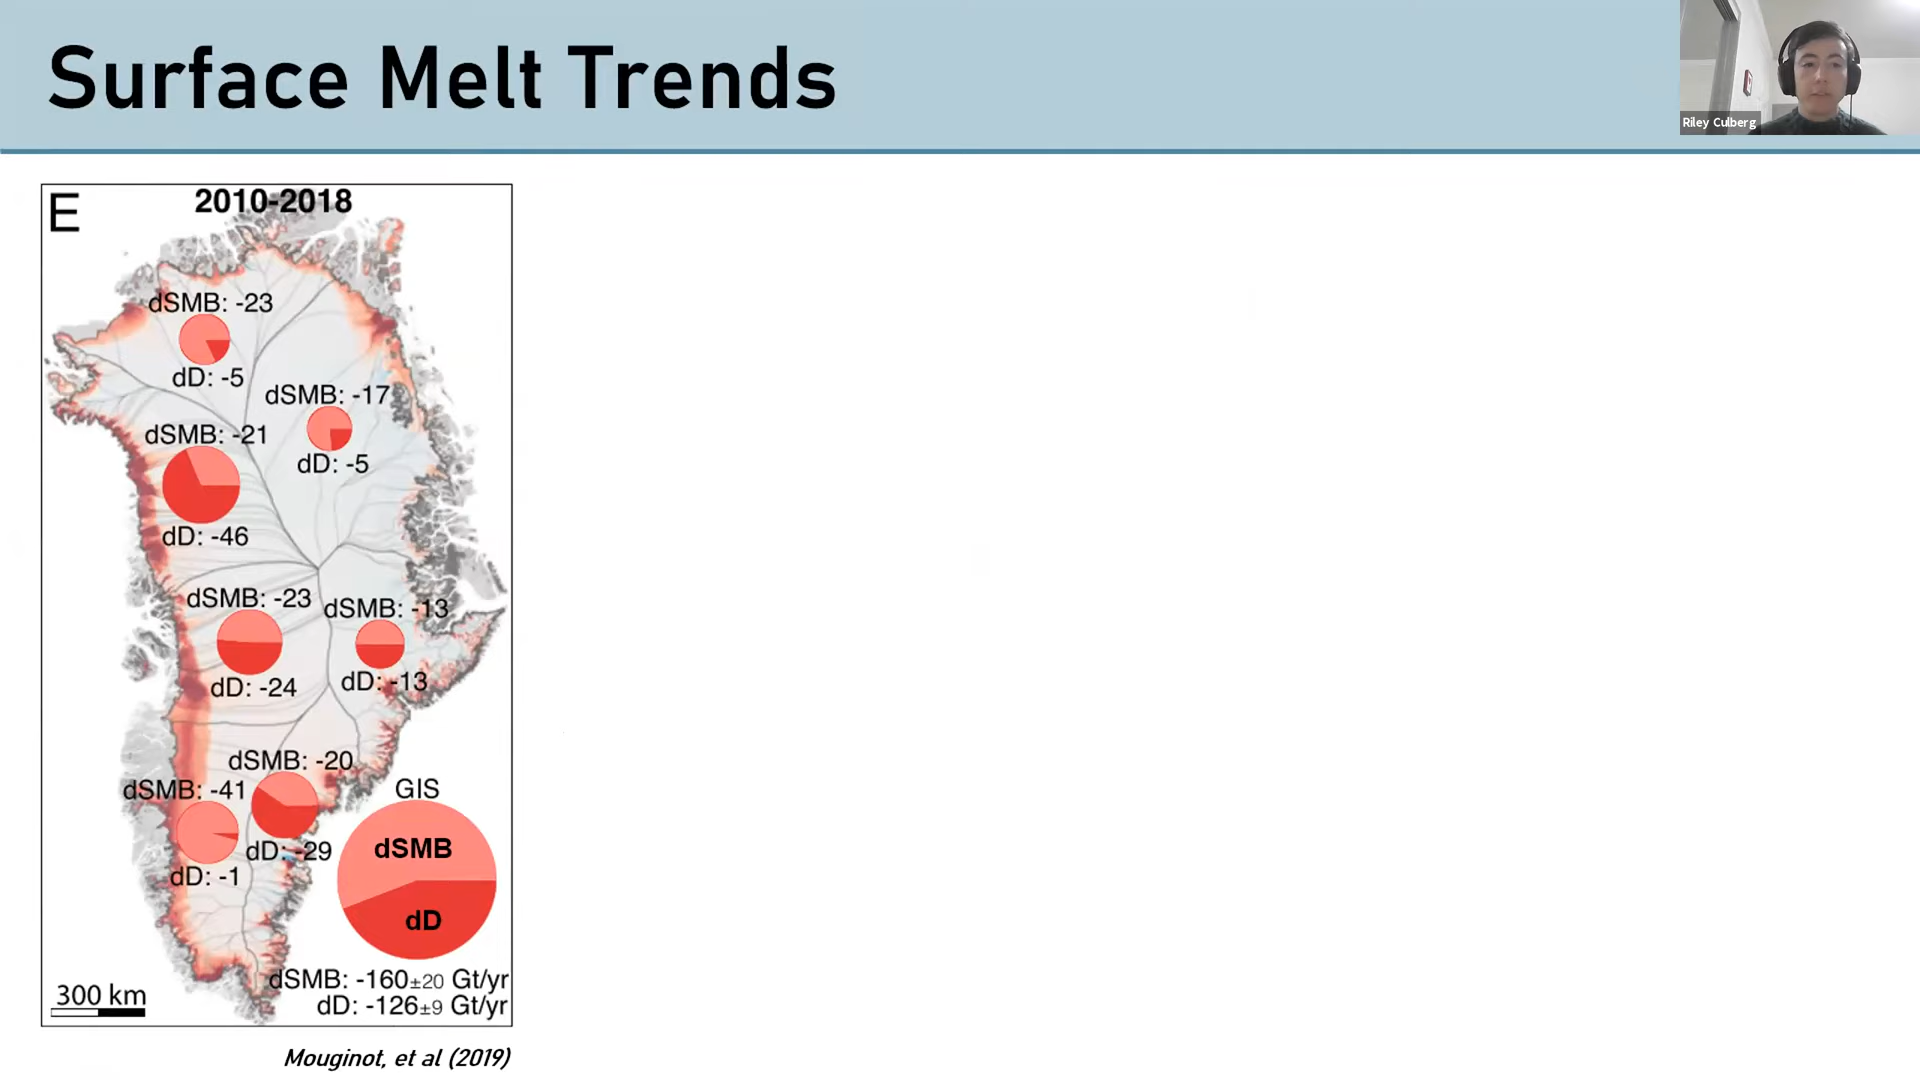 Surface Melt Trends
Riley Culberg
E
2010-2018
dSMB: -23
dD: -5
dSMB: -17
dD: -5
dSMB: -21
dD: -46
dSMB: -23
dD: -24
dSMB: -13
dD: -13
dSMB: -20
dD: -29
dSMB: -41
dD: -1
GIS
dSMB
dD
dSMB: -160±20 Gt/yr
dD: -126±9 Gt/yr
300 km
Mouginot, et al (2019)